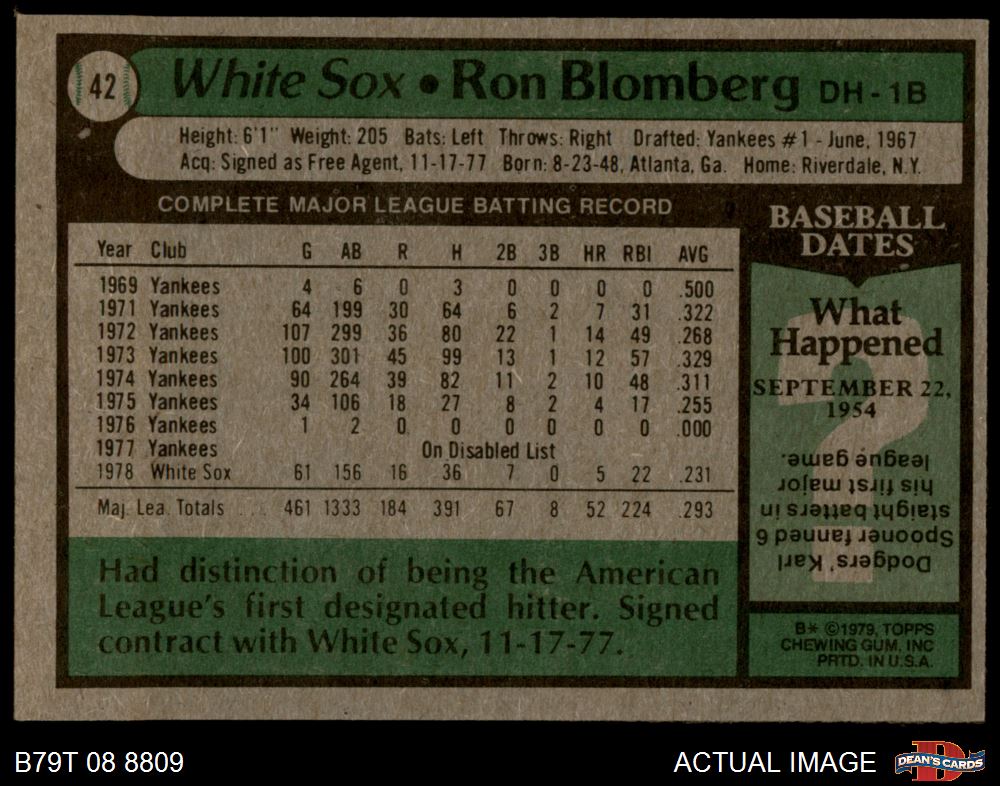 42 White Sox • Ron Blomberg DH-1B
Height: 6'1" Weight: 205 Bats: Left Throws: Right Drafted: Yankees #1 - June, 1967
Acq: Signed as Free Agent, 11-17-77 Born: 8-23-48, Atlanta, Ga. Home: Riverdale, N.Y.
COMPLETE MAJOR LEAGUE BATTING RECORD
Year Club G AB R H 2B 3B HR RBI AVG
1969 Yankees 4 6 0 3 0 0 0 0 .500
1971 Yankees 64 199 30 64 6 2 7 31 .322
1972 Yankees 107 299 36 80 22 1 14 49 .268
1973 Yankees 100 301 45 99 13 1 12 57 .329
1974 Yankees 90 264 39 82 11 2 10 48 .311
1975 Yankees 34 106 18 27 8 2 4 17 .255
1976 Yankees 1 2 0 0 0 0 0 0 .000
1977 Yankees On Disabled List
1978 White Sox 61 156 16 36 7 0 5 22 .231
Maj. Lea. Totals ... 461 1333 184 391 67 8 52 224 .293
Had distinction of being the American
League's first designated hitter. Signed
contract with White Sox, 11-17-77.
BASEBALL
DATES
What
Happened
SEPTEMBER 22,
1954
?
Dodgers' Karl
Spooner fanned 6
straight batters in
his first major
league game.
B* ©1979, TOPPS
CHEWING GUM, INC
PRTD. IN U.S.A.
B79T 08 8809
ACTUAL IMAGE
D
DEAN'S CARDS